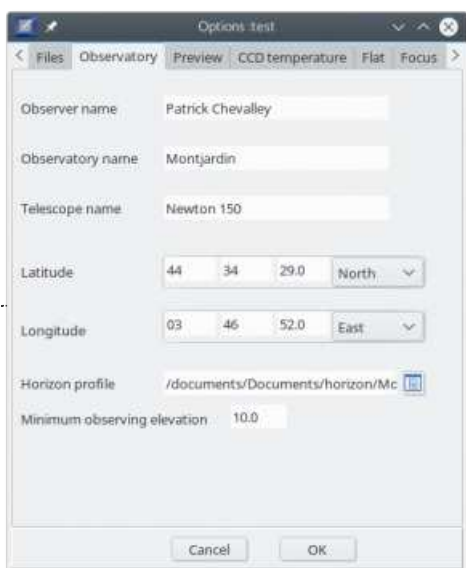 Options :test
Files Observatory Preview CCD temperature Flat Focus
Observer name Patrick Chevalley
Observatory name Montjardin
Telescope name Newton 150
Latitude 44 34 29.0 North
Longitude 03 46 52.0 East
Horizon profile /documents/Documents/horizon/Mc
Minimum observing elevation 10.0
Cancel OK